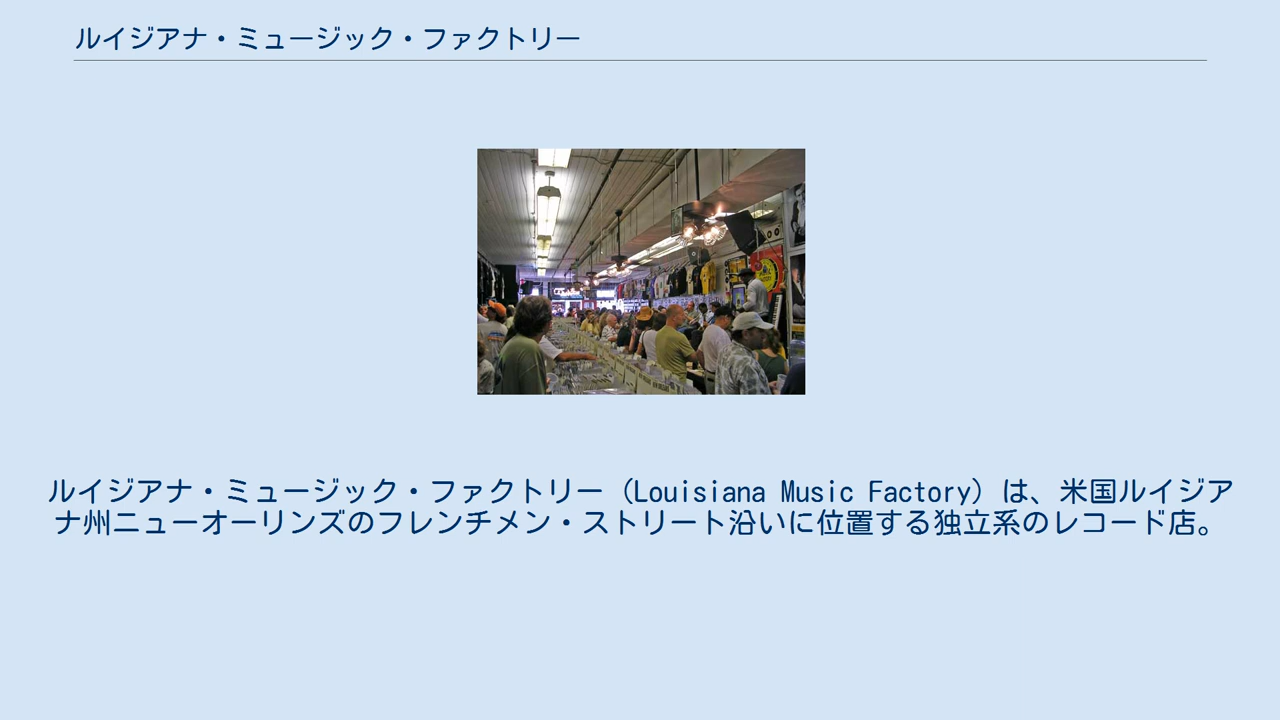 ルイジアナ・ミュージック・ファクトリー
ルイジアナ・ミュージック・ファクトリー（Louisiana Music Factory）は、米国ルイジア
ナ州ニューオーリンズのフレンチメン・ストリート沿いに位置する独立系のレコード店。